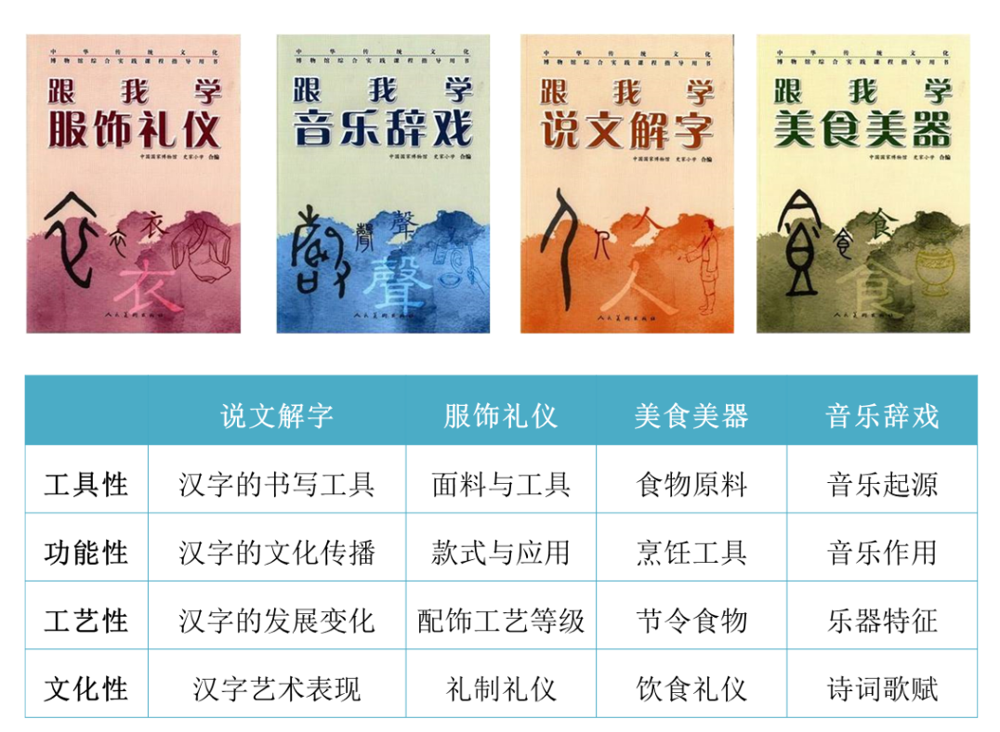 中华传统文化
博物馆综合实践课程指导用书
跟我学
服饰礼仪
中国国家博物馆 史家小学 合编
衣
衣
衣
人民美术出版社
中华传统文化
博物馆综合实践课程指导用书
跟我学
音乐辞戏
中国国家博物馆 史家小学 合编
聲
聲
聲
人民美术出版社
中华传统文化
博物馆综合实践课程指导用书
跟我学
说文解字
中国国家博物馆 史家小学 合编
人
人
人
人民美术出版社
中华传统文化
博物馆综合实践课程指导用书
跟我学
美食美器
中国国家博物馆 史家小学 合编
食
食
食
人民美术出版社
说文解字 服饰礼仪 美食美器 音乐辞戏
工具性 汉字的书写工具 面料与工具 食物原料 音乐起源
功能性 汉字的文化传播 款式与应用 烹饪工具 音乐作用
工艺性 汉字的发展变化 配饰工艺等级 节令食物 乐器特征
文化性 汉字艺术表现 礼制礼仪 饮食礼仪 诗词歌赋